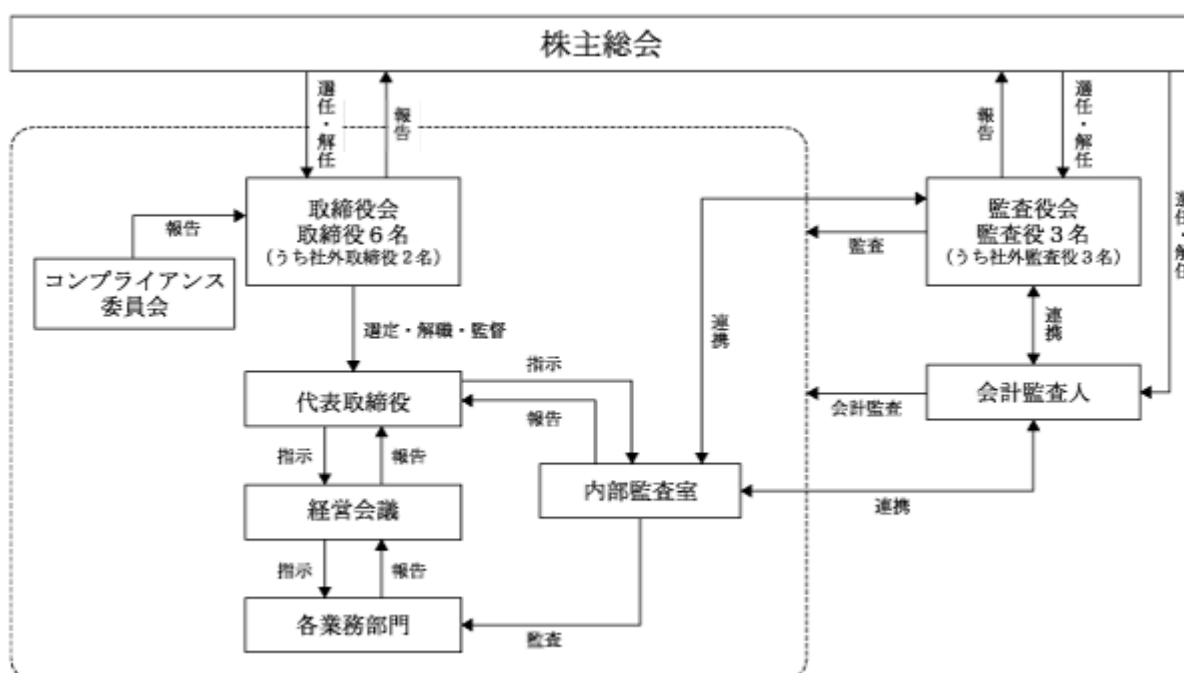 株主総会
選任・解任
報告
報告
選任・解任
選任・解任
取締役会
取締役6名
(うち社外取締役2名)
監査役会
監査役3名
(うち社外監査役3名)
報告
監査
コンプライアンス
委員会
選定・解職・監督
連携
連携
指示
代表取締役
会計監査人
報告
会計監査
指示
報告
内部監査室
経営会議
連携
指示
報告
各業務部門
監査